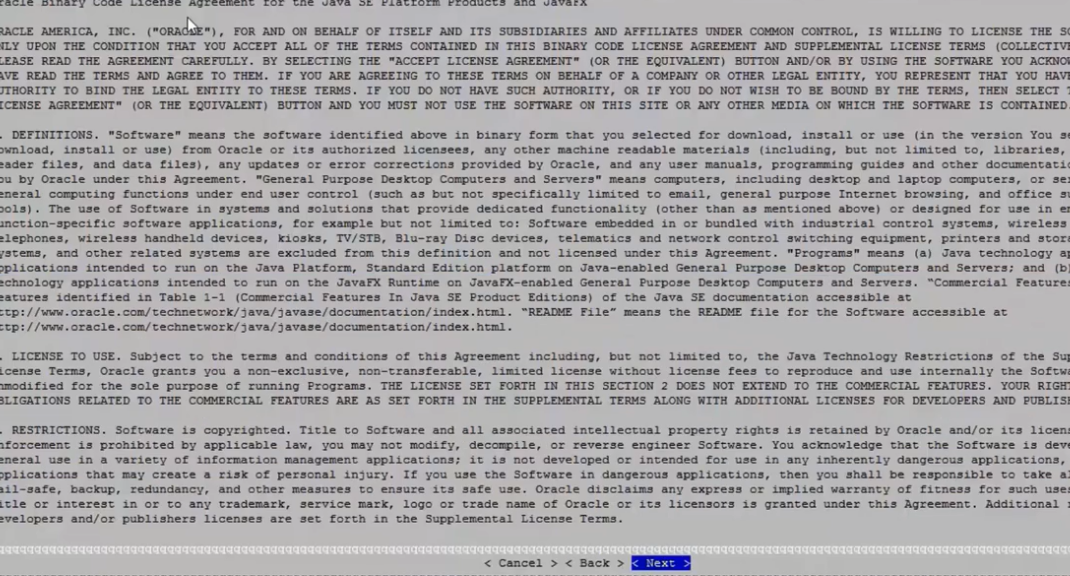 racle Binary Code License Agreement for the Java SE Platform Products and JavaFX
RACLE AMERICA, INC. ("ORACLE"), FOR AND ON BEHALF OF ITSELF AND ITS SUBSIDIARIES AND AFFILIATES UNDER COMMON CONTROL, IS WILLING TO LICENSE THE SO
NLY UPON THE CONDITION THAT YOU ACCEPT ALL OF THE TERMS CONTAINED IN THIS BINARY CODE LICENSE AGREEMENT AND SUPPLEMENTAL LICENSE TERMS (COLLECTIVE
LEASE READ THE AGREEMENT CAREFULLY. BY SELECTING THE "ACCEPT LICENSE AGREEMENT" (OR THE EQUIVALENT) BUTTON AND/OR BY USING THE SOFTWARE YOU ACKNOW
AVE READ THE TERMS AND AGREE TO THEM. IF YOU ARE AGREEING TO THESE TERMS ON BEHALF OF A COMPANY OR OTHER LEGAL ENTITY, YOU REPRESENT THAT YOU HAVE
UTHORITY TO BIND THE LEGAL ENTITY TO THESE TERMS. IF YOU DO NOT HAVE SUCH AUTHORITY, OR IF YOU DO NOT WISH TO BE BOUND BY THE TERMS, THEN SELECT T
ICENSE AGREEMENT" (OR THE EQUIVALENT) BUTTON AND YOU MUST NOT USE THE SOFTWARE ON THIS SITE OR ANY OTHER MEDIA ON WHICH THE SOFTWARE IS CONTAINED.
. DEFINITIONS. "Software" means the software identified above in binary form that you selected for download, install or use (in the version You se
ownload, install or use) from Oracle or its authorized licensees, any other machine readable materials (including, but not limited to, libraries,
eader files, and data files), any updates or error corrections provided by Oracle, and any user manuals, programming guides and other documentatio
ou by Oracle under this Agreement. "General Purpose Desktop Computers and Servers" means computers, including desktop and laptop computers, or ser
eneral computing functions under end user control (such as but not specifically limited to email, general purpose Internet browsing, and office su
ools). The use of Software in systems and solutions that provide dedicated functionality (other than as mentioned above) or designed for use in em
unction-specific software applications, for example but not limited to: Software embedded in or bundled with industrial control systems, wireless
elephones, wireless handheld devices, kiosks, TV/STB, Blu-ray Disc devices, telematics and network control switching equipment, printers and stora
ystems, and other related systems are excluded from this definition and not licensed under this Agreement. "Programs" means (a) Java technology ap
pplications intended to run on the Java Platform, Standard Edition platform on Java-enabled General Purpose Desktop Computers and Servers; and (b)
echnology applications intended to run on the JavaFX Runtime on JavaFX-enabled General Purpose Desktop Computers and Servers. “Commercial Features
eatures identified in Table 1-1 (Commercial Features In Java SE Product Editions) of the Java SE documentation accessible at
ttp://www.oracle.com/technetwork/java/javase/documentation/index.html. “README File” means the README file for the Software accessible at
ttp://www.oracle.com/technetwork/java/javase/documentation/index.html.
. LICENSE TO USE. Subject to the terms and conditions of this Agreement including, but not limited to, the Java Technology Restrictions of the Sup
icense Terms, Oracle grants you a non-exclusive, non-transferable, limited license without license fees to reproduce and use internally the Softwa
nmodified for the sole purpose of running Programs. THE LICENSE SET FORTH IN THIS SECTION 2 DOES NOT EXTEND TO THE COMMERCIAL FEATURES. YOUR RIGHT
BLIGATIONS RELATED TO THE COMMERCIAL FEATURES ARE AS SET FORTH IN THE SUPPLEMENTAL TERMS ALONG WITH ADDITIONAL LICENSES FOR DEVELOPERS AND PUBLISH
. RESTRICTIONS. Software is copyrighted. Title to Software and all associated intellectual property rights is retained by Oracle and/or its licens
nforcement is prohibited by applicable law, you may not modify, decompile, or reverse engineer Software. You acknowledge that the Software is deve
eneral use in a variety of information management applications; it is not developed or intended for use in any inherently dangerous applications,
pplications that may create a risk of personal injury. If you use the Software in dangerous applications, then you shall be responsible to take al
ail-safe, backup, redundancy, and other measures to ensure its safe use. Oracle disclaims any express or implied warranty of fitness for such uses
itle or interest in or to any trademark, service mark, logo or trade name of Oracle or its licensors is granted under this Agreement. Additional r
evelopers and/or publishers licenses are set forth in the Supplemental License Terms.
< Cancel > < Back > < Next >